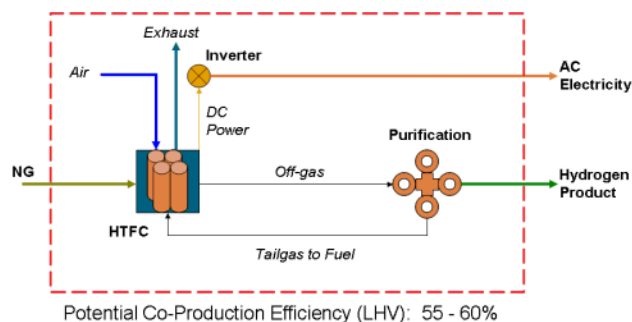 Exhaust
Inverter
Air
AC
Electricity
DC
Power
Purification
NG
Off-gas
Hydrogen
Product
HTFC
Tailgas to Fuel
Potential Co-Production Efficiency (LHV): 55 - 60%